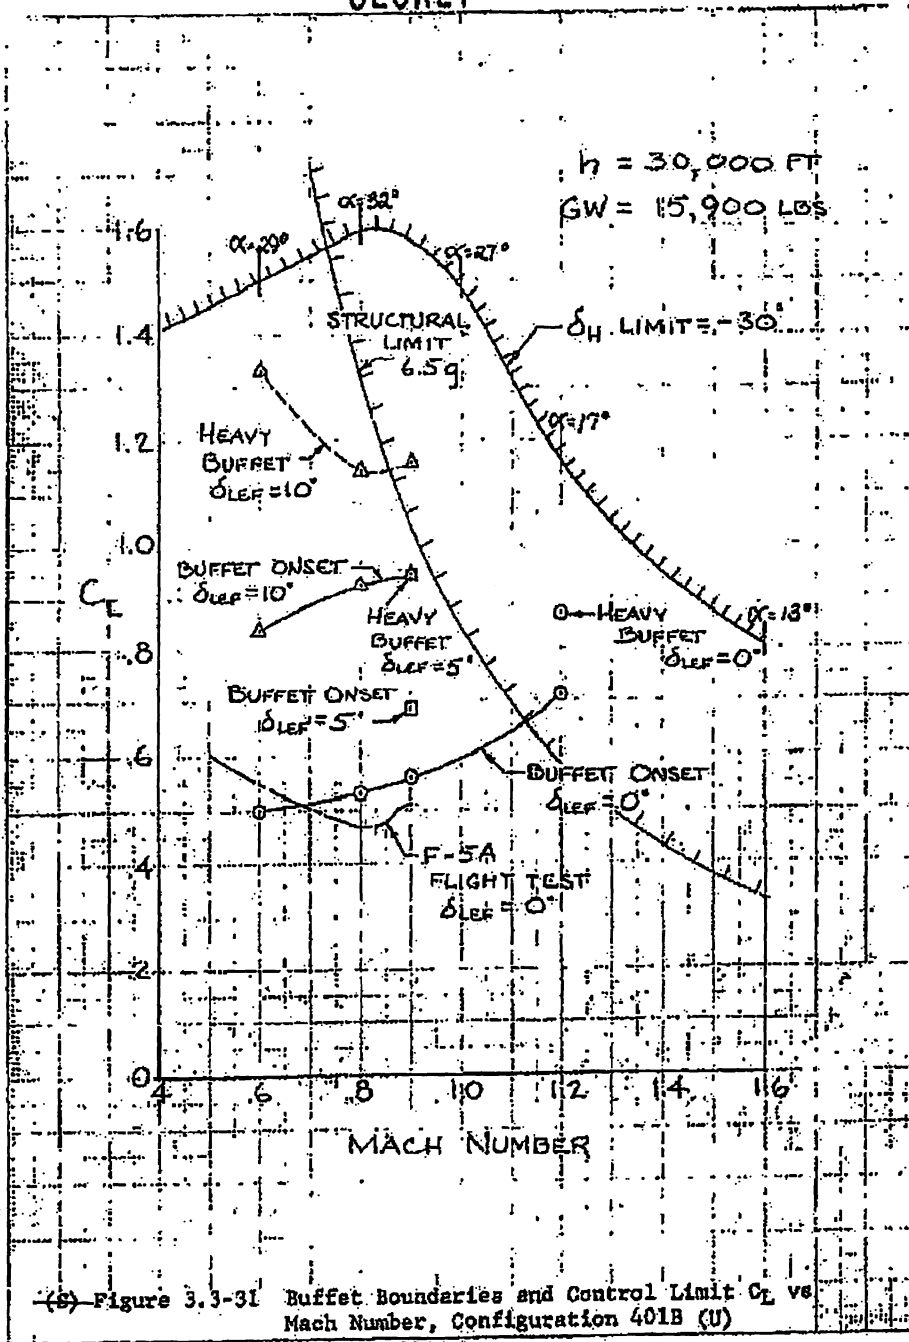 SECRET
h = 30,000 FT
GW = 15,900 LBS
α=32°
1.6
α=29°
α=27°
STRUCTURAL
LIMIT
6.5g
δH LIMIT = -30°
1.4
α=17°
1.2
HEAVY
BUFFET
δLEF = 10°
1.0
BUFFET ONSET
δLEF = 10°
CL
HEAVY
BUFFET
δLEF = 5°
HEAVY
BUFFET
δLEF = 0°
α=13°
.8
BUFFET ONSET
δLEF = 5°
.6
BUFFET ONSET
δLEF = 0°
F-5A
FLIGHT TEST
δLEF = 0°
.4
.2
0
.4 .6 .8 1.0 1.2 1.4 1.6
MACH NUMBER
(S) Figure 3.3-31 Buffet Boundaries and Control Limit CL vs
Mach Number, Configuration 401B (U)